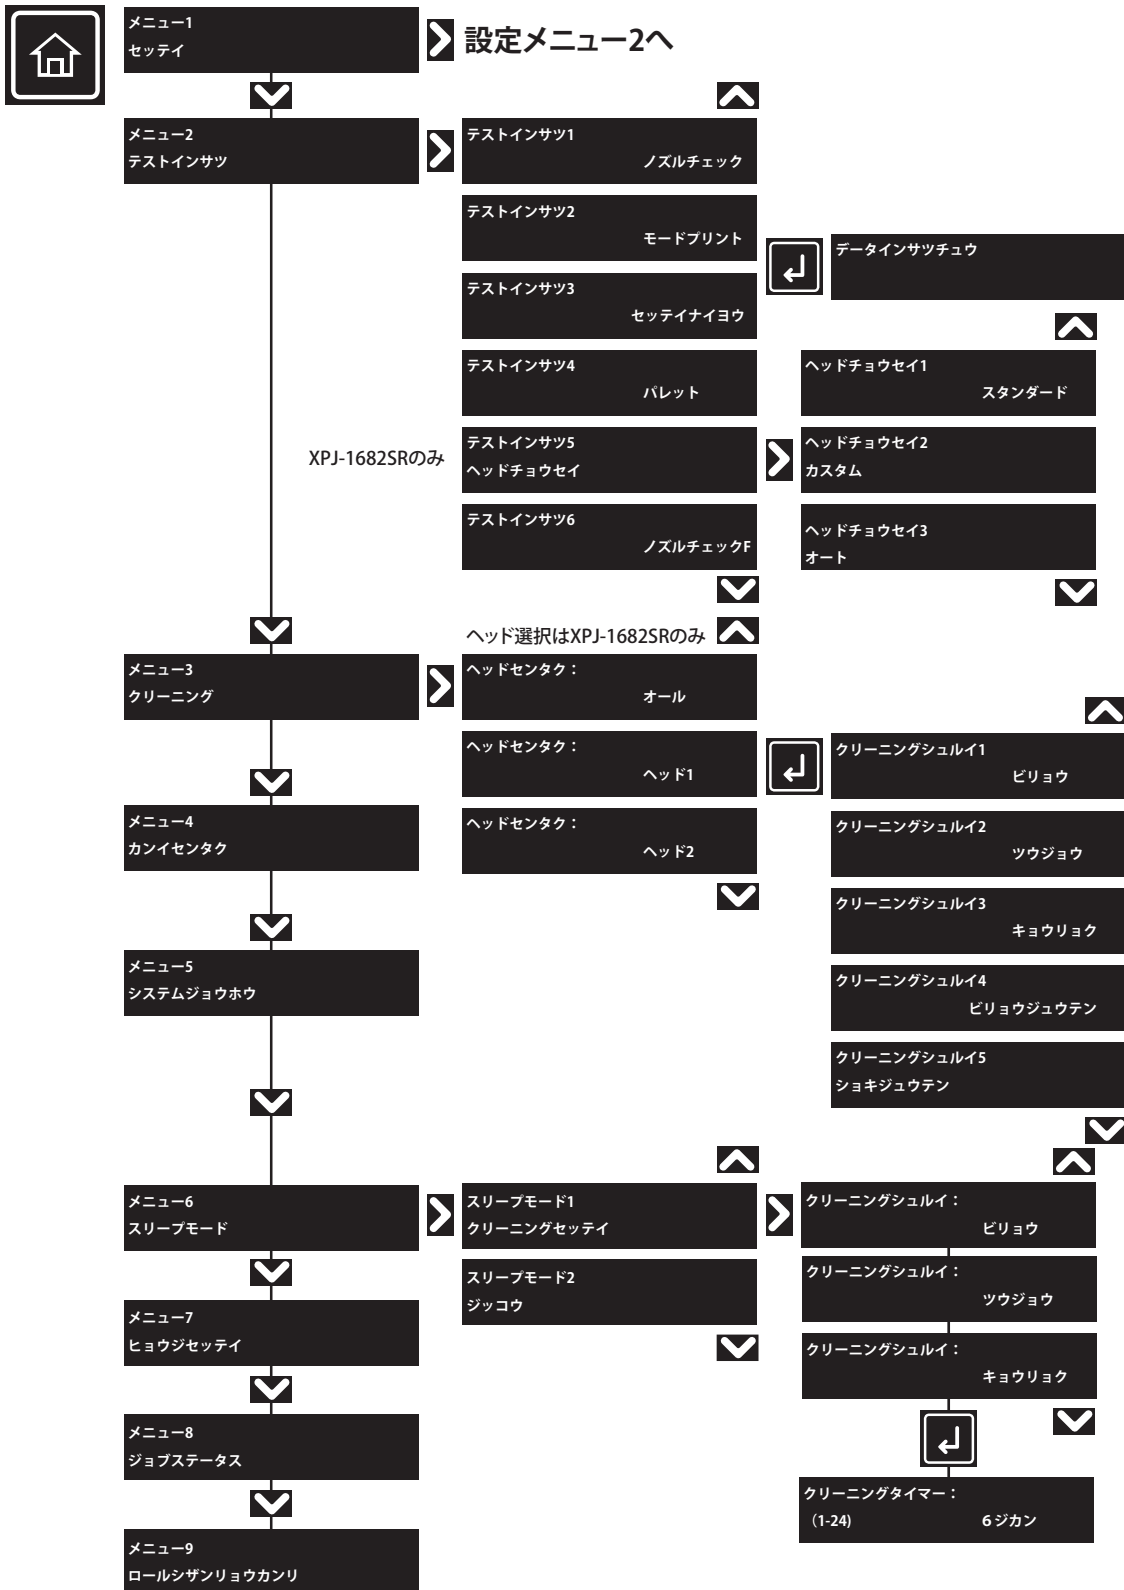 メニュー1
セッテイ
設定メニュー2へ
メニュー2
テストインサツ
テストインサツ1
ノズルチェック
テストインサツ2
モードプリント
データインサツチュウ
テストインサツ3
セッテイナイヨウ
テストインサツ4
パレット
ヘッドチョウセイ1
スタンダード
XPJ-1682SRのみ
テストインサツ5
ヘッドチョウセイ
ヘッドチョウセイ2
カスタム
テストインサツ6
ノズルチェックF
ヘッドチョウセイ3
オート
ヘッド選択はXPJ-1682SRのみ
メニュー3
クリーニング
ヘッドセンタク：
オール
ヘッドセンタク：
ヘッド1
ヘッドセンタク：
ヘッド2
クリーニングシュルイ1
ビリョウ
クリーニングシュルイ2
ツウジョウ
クリーニングシュルイ3
キョウリョク
クリーニングシュルイ4
ビリョウジュウテン
クリーニングシュルイ5
ショキジュウテン
メニュー4
カンイセンタク
メニュー5
システムジョウホウ
メニュー6
スリープモード
スリープモード1
クリーニングセッテイ
スリープモード2
ジッコウ
クリーニングシュルイ：
ビリョウ
クリーニングシュルイ：
ツウジョウ
クリーニングシュルイ：
キョウリョク
クリーニングタイマー：
(1-24) 6ジカン
メニュー7
ヒョウジセッテイ
メニュー8
ジョブステータス
メニュー9
ロールシザンリョウカンリ